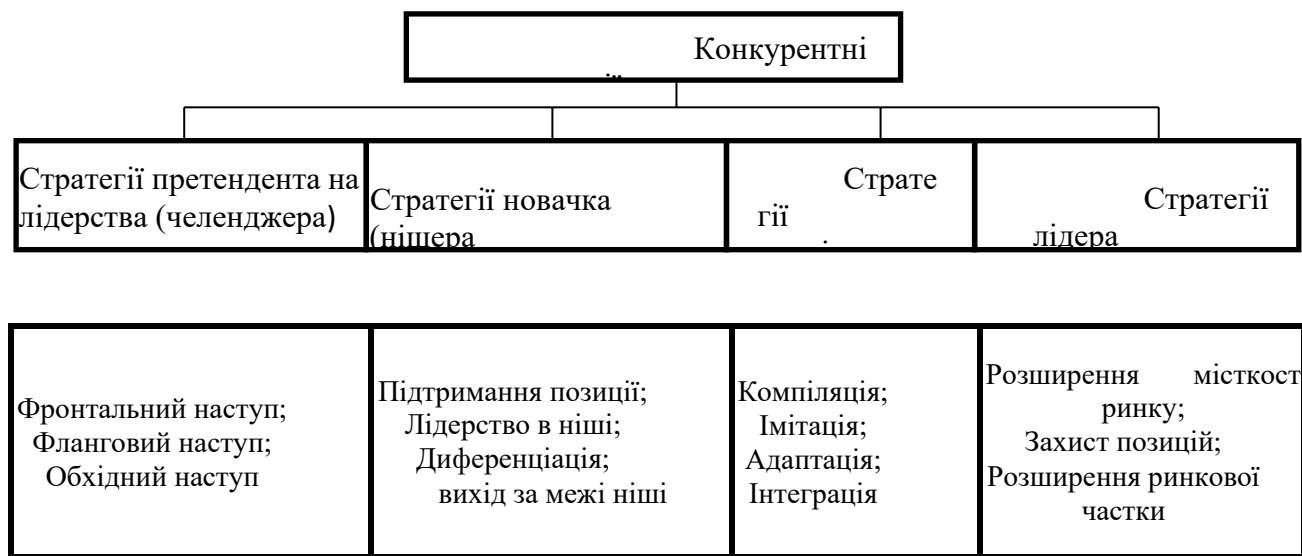 Конкурентні
Стратегії претендента на
лідерства (челенджера)
Стратегії новачка
(нішера
Страте
гії
Стратегії
лідера
Фронтальний наступ;
Фланговий наступ;
Обхідний наступ
Підтримання позиції;
Лідерство в ніші;
Диференціація;
вихід за межі ніші
Компіляція;
Імітація;
Адаптація;
Інтеграція
Розширення місткост
ринку;
Захист позицій;
Розширення ринкової
частки